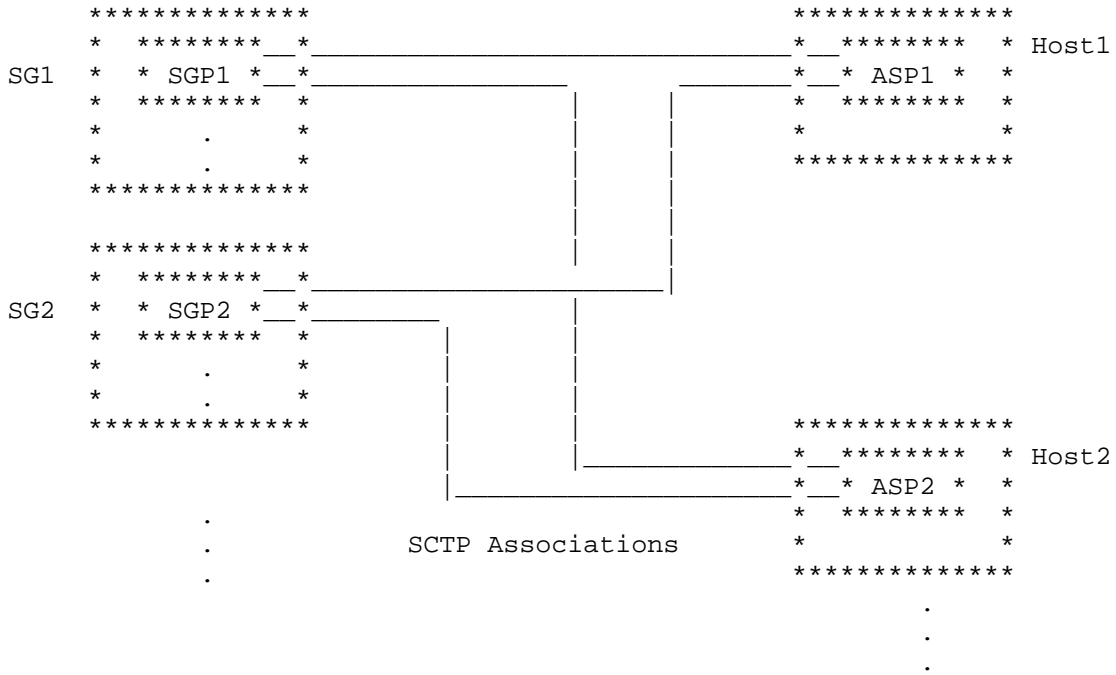 Host1
SG1 SGP1 ASP1
SG2 SGP2
Host2
ASP2
SCTP Associations